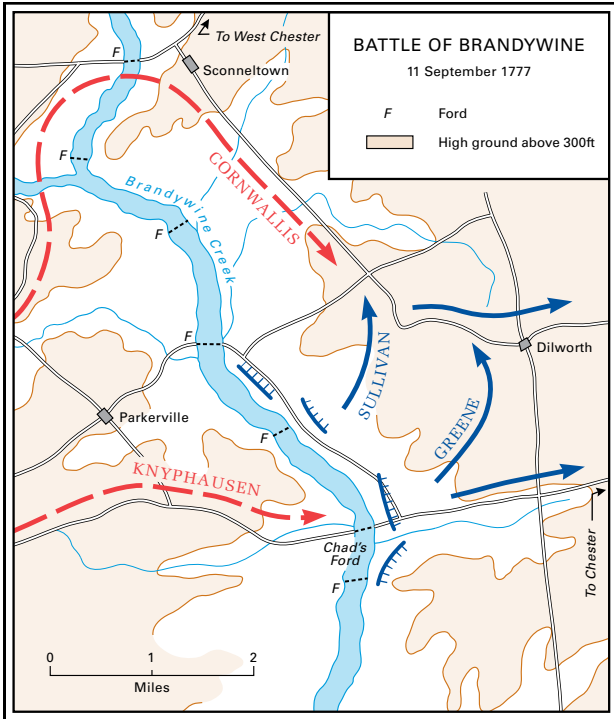 BATTLE OF BRANDYWINE
11 September 1777
F Ford
High ground above 300ft
To West Chester
F
Sconneltown
F
CORNWALLIS
Brandywine Creek
F
F
Dilworth
SULLIVAN
Parkerville
GREENE
F
KNYPHAUSEN
Chad's
Ford
F
To Chester
0 1 2
Miles